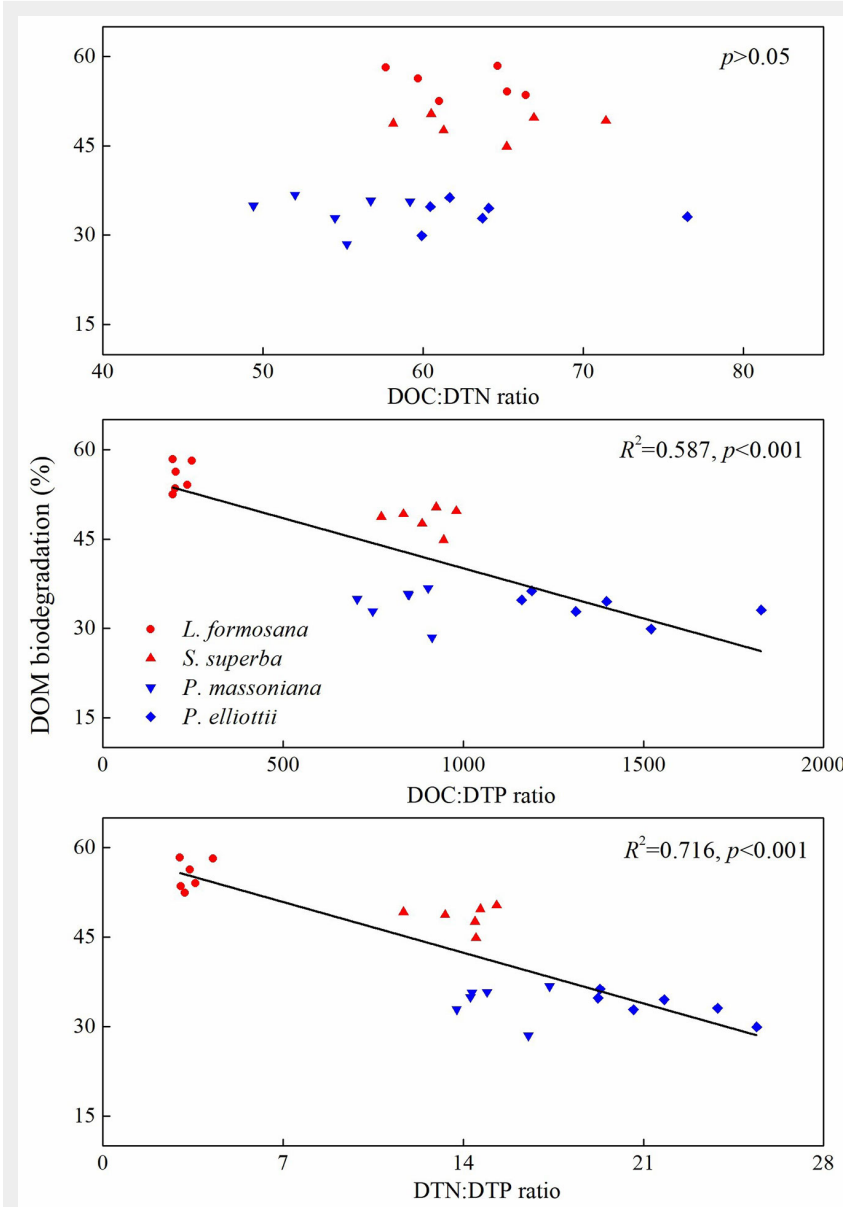 60
p>0.05
45
30
15
40
50
60
70
80
DOC:DTN ratio
DOM biodegradation (%)
60
R²=0.587, p<0.001
45
30
L. formosana
S. superba
P. massoniana
P. elliottii
15
0
500
1000
1500
2000
DOC:DTP ratio
60
R²=0.716, p<0.001
45
30
15
0
7
14
21
28
DTN:DTP ratio